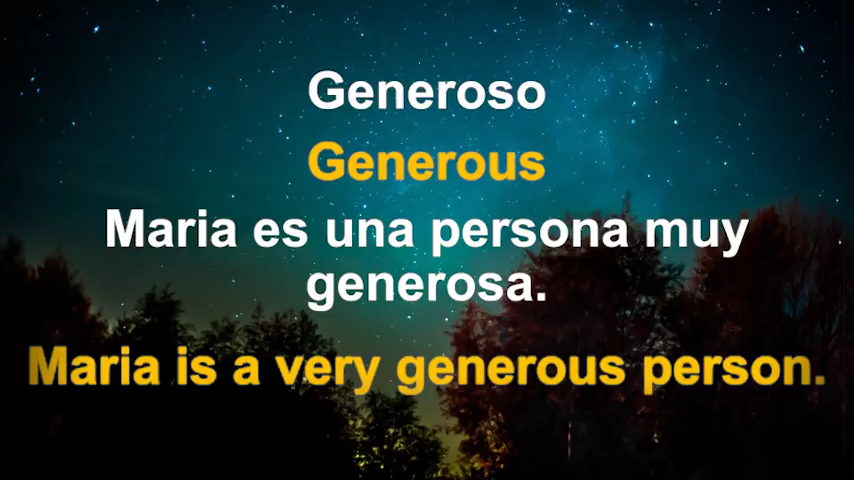 Generoso
Generous
Maria es una persona muy
generosa.
Maria is a very generous person.